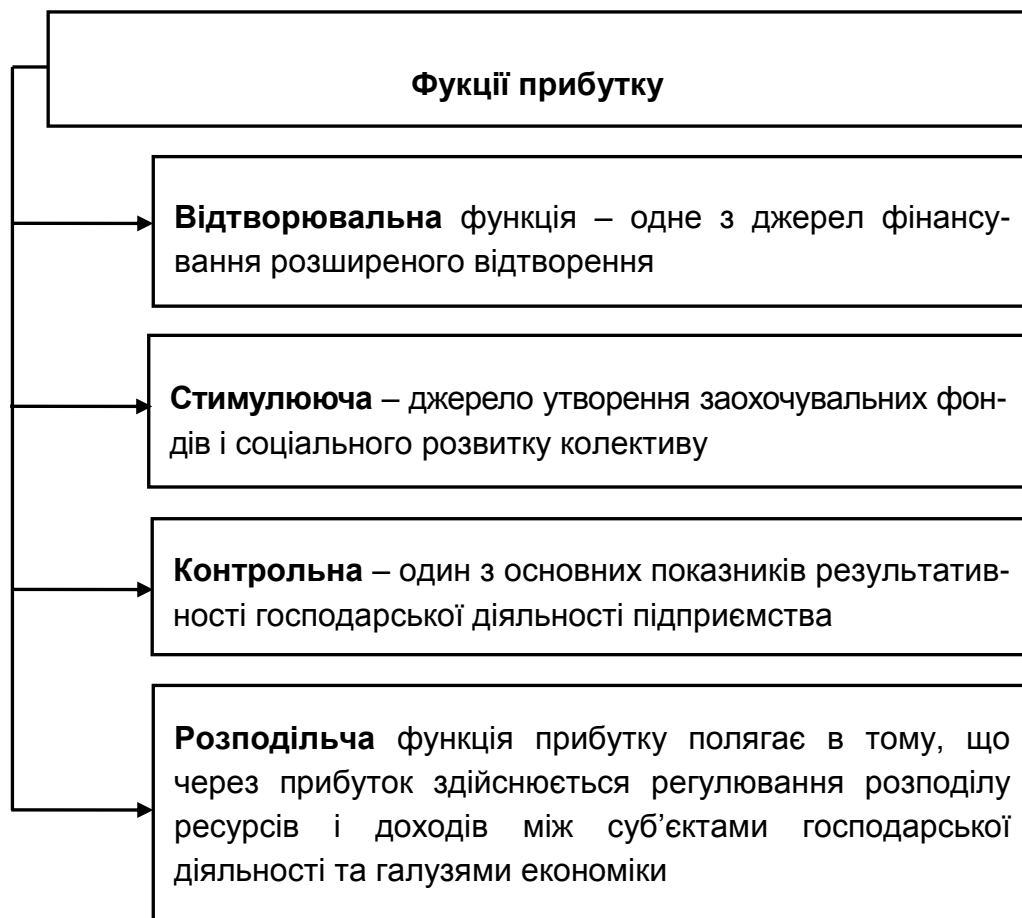 Фукції прибутку
Відтворювальна функція – одне з джерел фінансу-
вання розширеного відтворення
Стимулююча – джерело утворення заохочувальних фон-
дів і соціального розвитку колективу
Контрольна – один з основних показників результатив-
ності господарської діяльності підприємства
Розподільча функція прибутку полягає в тому, що
через прибуток здійснюється регулювання розподілу
ресурсів і доходів між суб’єктами господарської
діяльності та галузями економіки